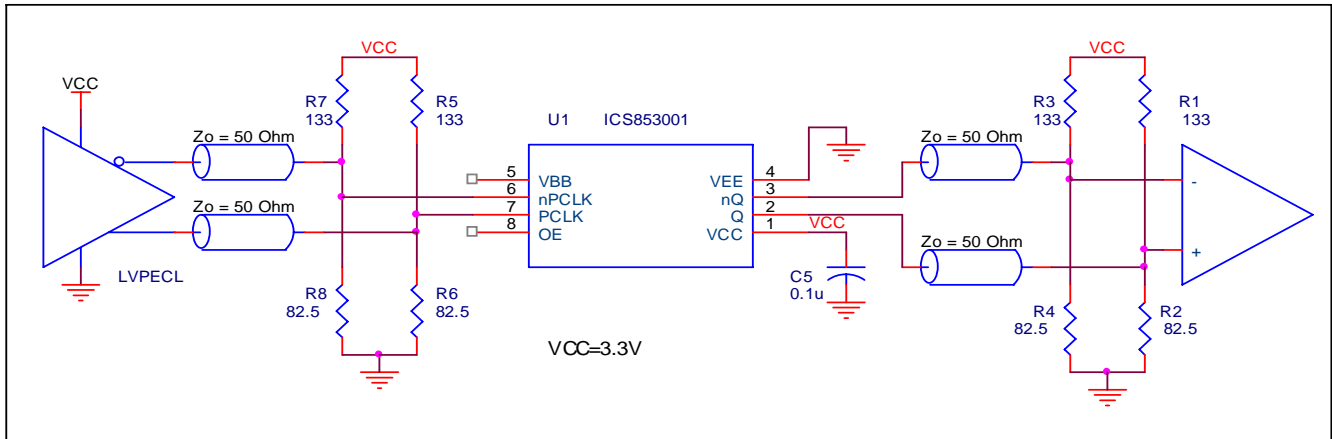 VCC
VCC
VCC
R7
133
R5
133
U1 ICS853001
R3
133
R1
133
Zo = 50 Ohm
Zo = 50 Ohm
5
VBB
6
nPCLK
7
PCLK
8
OE
4
VEE
3
nQ
2
Q
1
VCC
VCC
Zo = 50 Ohm
Zo = 50 Ohm
-
+
LVPECL
R8
82.5
R6
82.5
C5
0.1u
R4
82.5
R2
82.5
VCC=3.3V